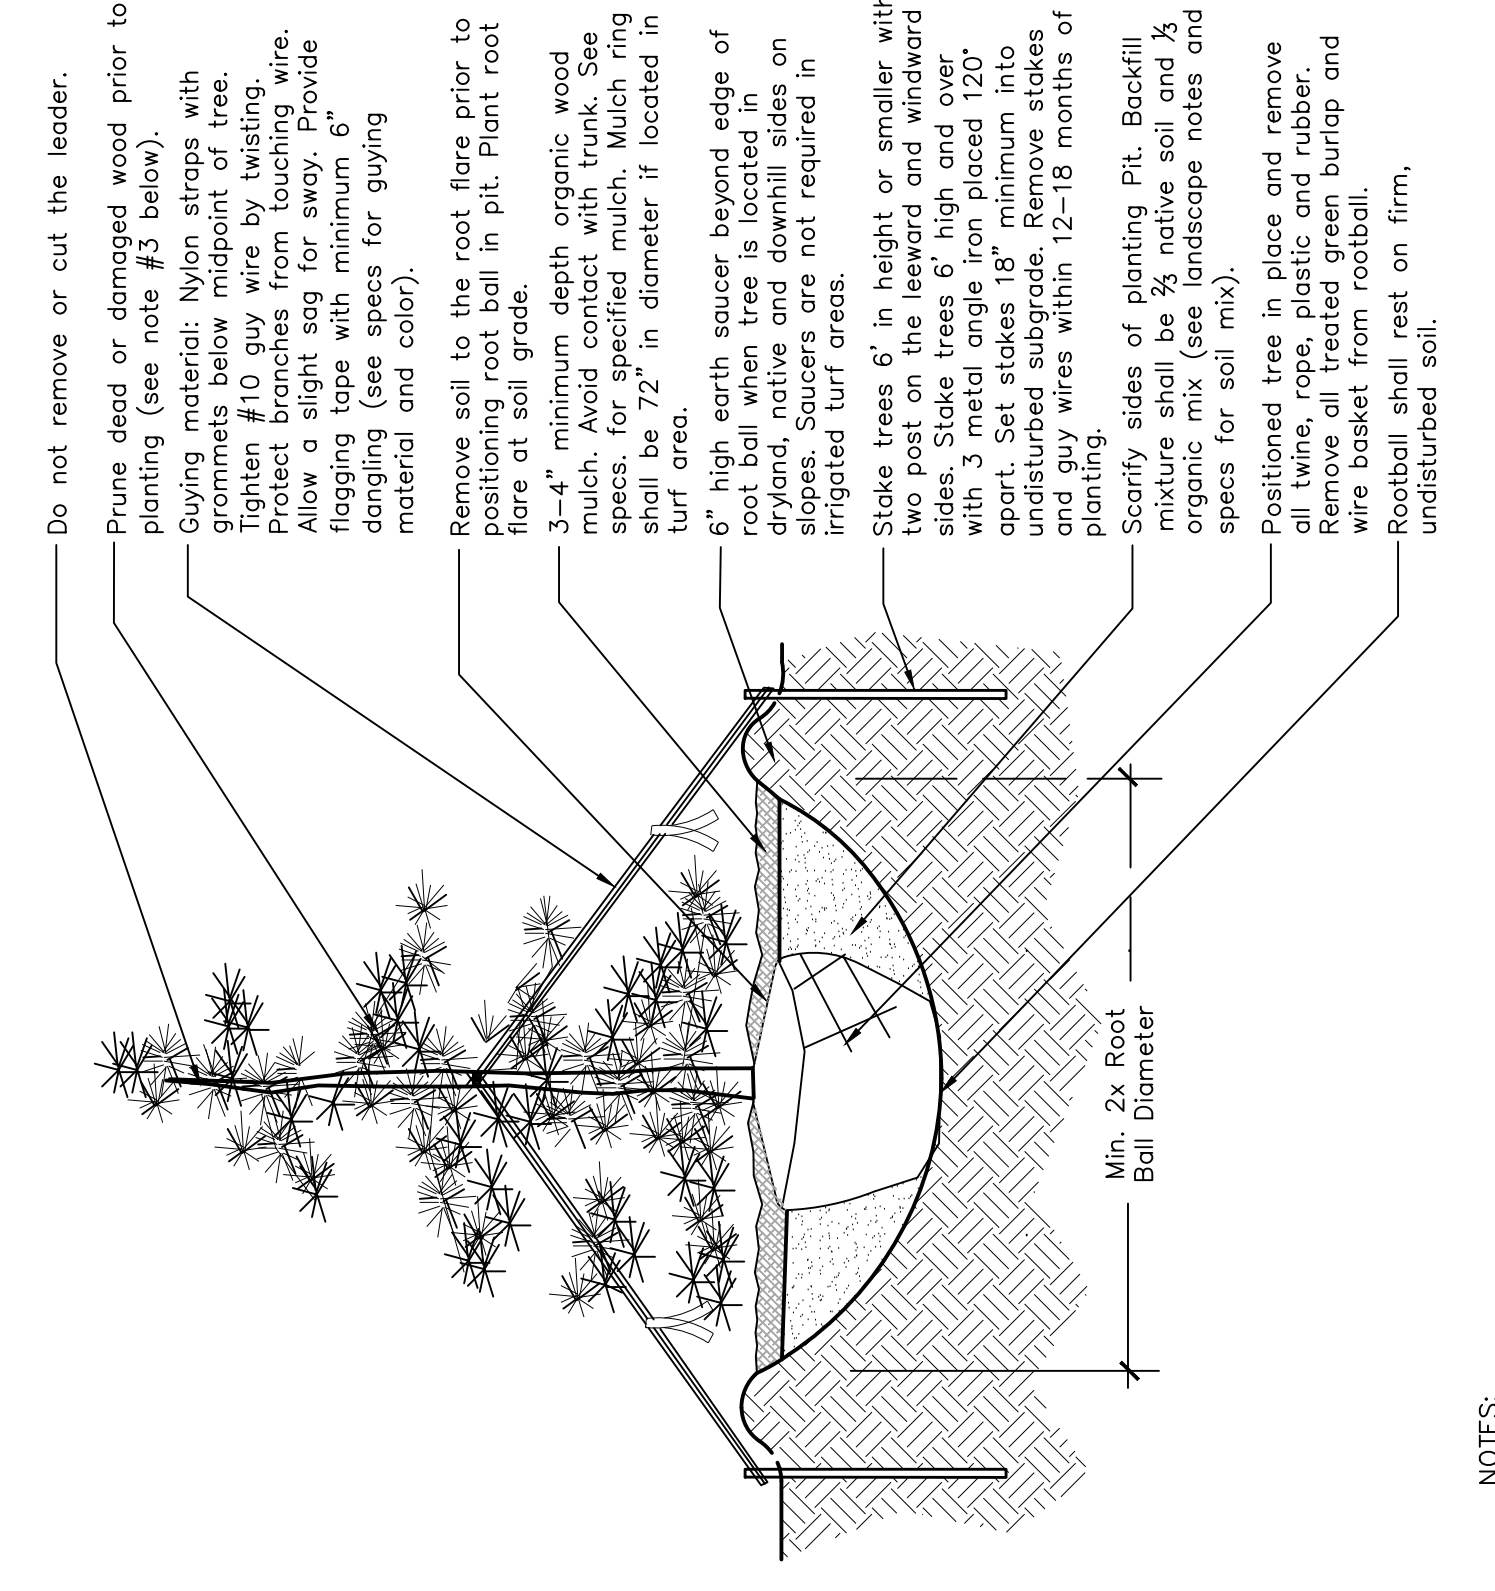 Do not remove or cut the leader.
Prune dead or damaged wood prior to
planting (see note #3 below).
Guying material: Nylon straps with
grommets below midpoint of tree.
Tighten #10 guy wire by twisting.
Protect branches from touching wire.
Allow a slight sag for sway. Provide
flagging tape with minimum 6"
dangling (see specs for guying
material and color).
Remove soil to the root flare prior to
positioning root ball in pit. Plant root
flare at soil grade.
3-4" minimum depth organic wood
mulch. Avoid contact with trunk. See
specs. for specified mulch. Mulch ring
shall be 72" in diameter if located in
turf area.
6" high earth saucer beyond edge of
root ball when tree is located in
dryland, native and downhill sides on
slopes. Saucers are not required in
irrigated turf areas.
Stake trees 6' in height or smaller with
two post on the leeward and windward
sides. Stake trees 6' high and over
with 3 metal angle iron placed 120°
apart. Set stakes 18" minimum into
undisturbed subgrade. Remove stakes
and guy wires within 12-18 months of
planting.
Scarify sides of planting Pit. Backfill
mixture shall be ⅔ native soil and ⅓
organic mix (see landscape notes and
specs for soil mix).
Positioned tree in place and remove
all twine, rope, plastic and rubber.
Remove all treated green burlap and
wire basket from rootball.
Rootball shall rest on firm,
undisturbed soil.
Min. 2x Root
Ball Diameter
NOTES: